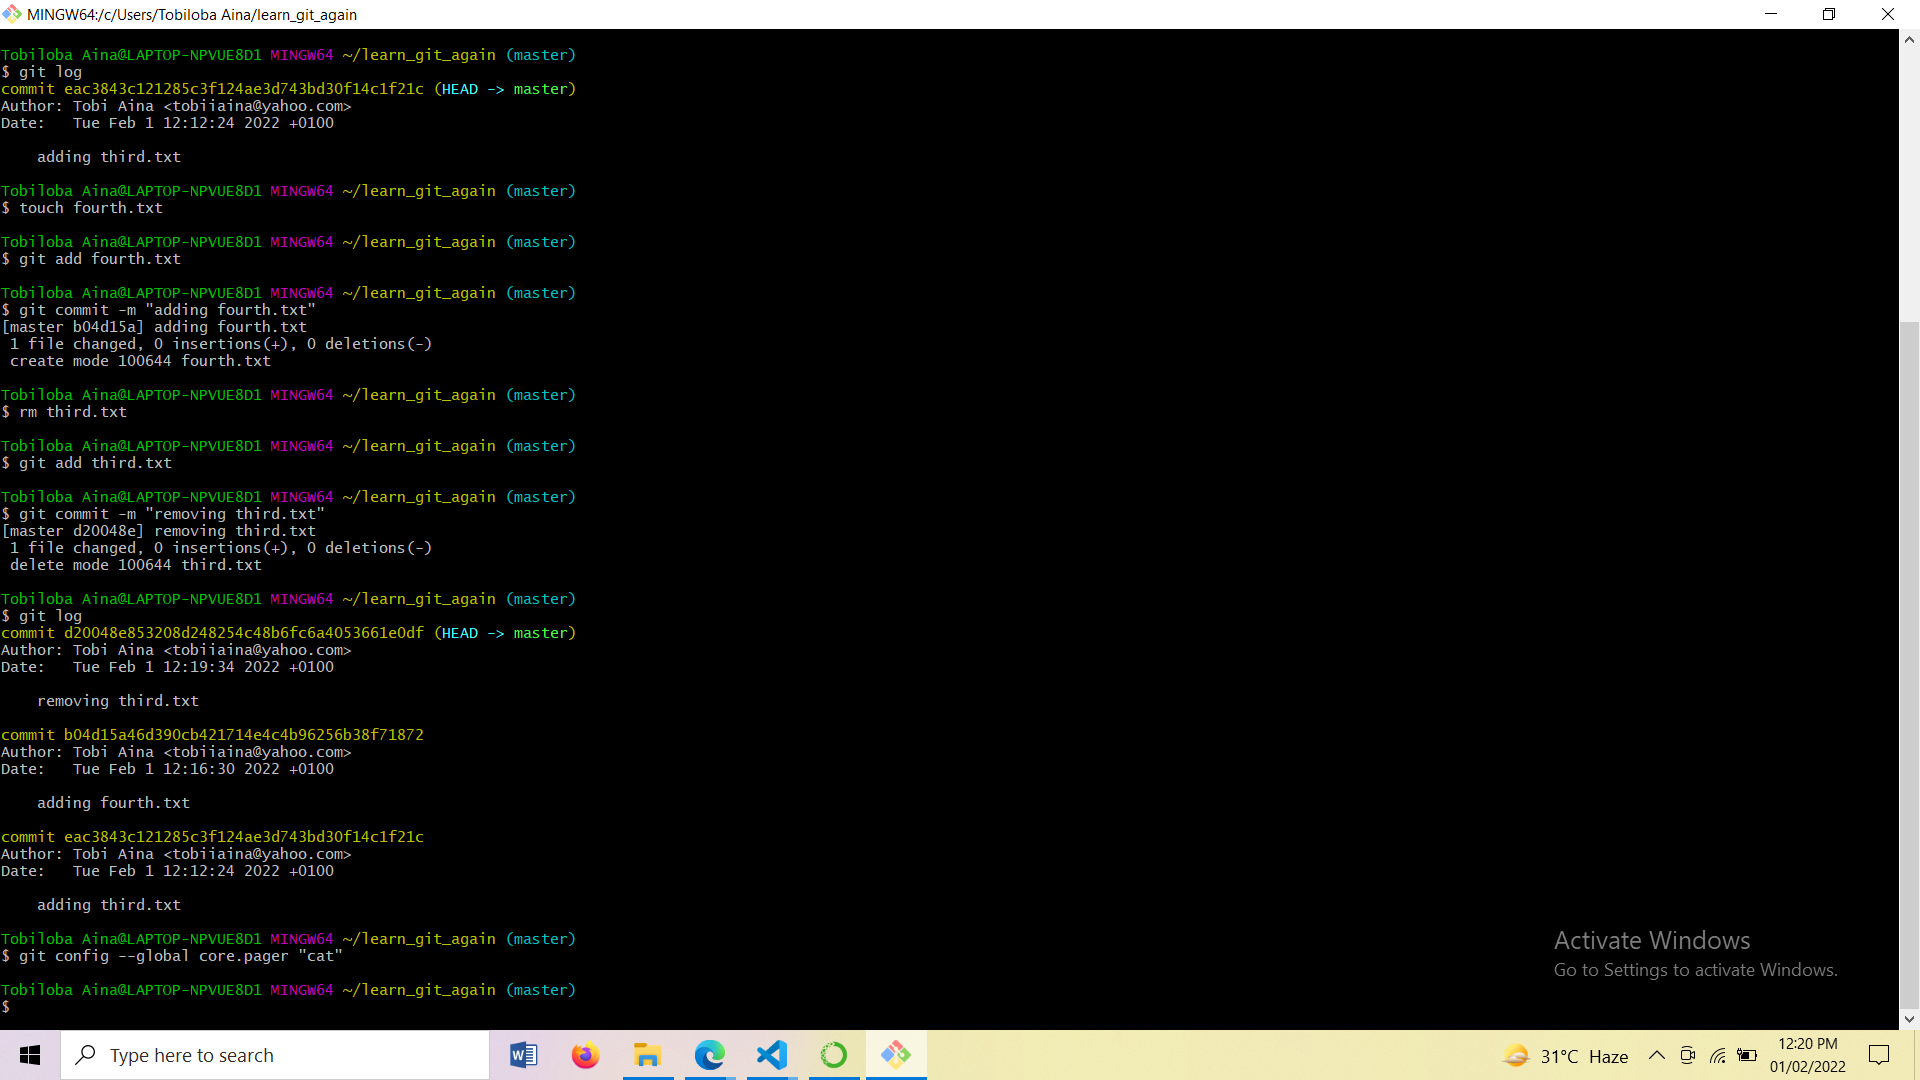 MINGW64:/c/Users/Tobiloba Aina/learn_git_again
Tobiloba Aina@LAPTOP-NPVUE8D1 MINGW64 ~/learn_git_again (master)
$ git log
commit eac3843c121285c3f124ae3d743bd30f14c1f21c (HEAD -> master)
Author: Tobi Aina <tobiiaina@yahoo.com>
Date:   Tue Feb 1 12:12:24 2022 +0100
    adding third.txt
Tobiloba Aina@LAPTOP-NPVUE8D1 MINGW64 ~/learn_git_again (master)
$ touch fourth.txt
Tobiloba Aina@LAPTOP-NPVUE8D1 MINGW64 ~/learn_git_again (master)
$ git add fourth.txt
Tobiloba Aina@LAPTOP-NPVUE8D1 MINGW64 ~/learn_git_again (master)
$ git commit -m "adding fourth.txt"
[master b04d15a] adding fourth.txt
 1 file changed, 0 insertions(+), 0 deletions(-)
 create mode 100644 fourth.txt
Tobiloba Aina@LAPTOP-NPVUE8D1 MINGW64 ~/learn_git_again (master)
$ rm third.txt
Tobiloba Aina@LAPTOP-NPVUE8D1 MINGW64 ~/learn_git_again (master)
$ git add third.txt
Tobiloba Aina@LAPTOP-NPVUE8D1 MINGW64 ~/learn_git_again (master)
$ git commit -m "removing third.txt"
[master d20048e] removing third.txt
 1 file changed, 0 insertions(+), 0 deletions(-)
 delete mode 100644 third.txt
Tobiloba Aina@LAPTOP-NPVUE8D1 MINGW64 ~/learn_git_again (master)
$ git log
commit d20048e853208d248254c48b6fc6a4053661e0df (HEAD -> master)
Author: Tobi Aina <tobiiaina@yahoo.com>
Date:   Tue Feb 1 12:19:34 2022 +0100
    removing third.txt
commit b04d15a46d390cb421714e4c4b96256b38f71872
Author: Tobi Aina <tobiiaina@yahoo.com>
Date:   Tue Feb 1 12:16:30 2022 +0100
    adding fourth.txt
commit eac3843c121285c3f124ae3d743bd30f14c1f21c
Author: Tobi Aina <tobiiaina@yahoo.com>
Date:   Tue Feb 1 12:12:24 2022 +0100
    adding third.txt
Tobiloba Aina@LAPTOP-NPVUE8D1 MINGW64 ~/learn_git_again (master)
$ git config --global core.pager "cat"
Tobiloba Aina@LAPTOP-NPVUE8D1 MINGW64 ~/learn_git_again (master)
$
Activate Windows
Go to Settings to activate Windows.
Type here to search
31°C Haze
12:20 PM
01/02/2022